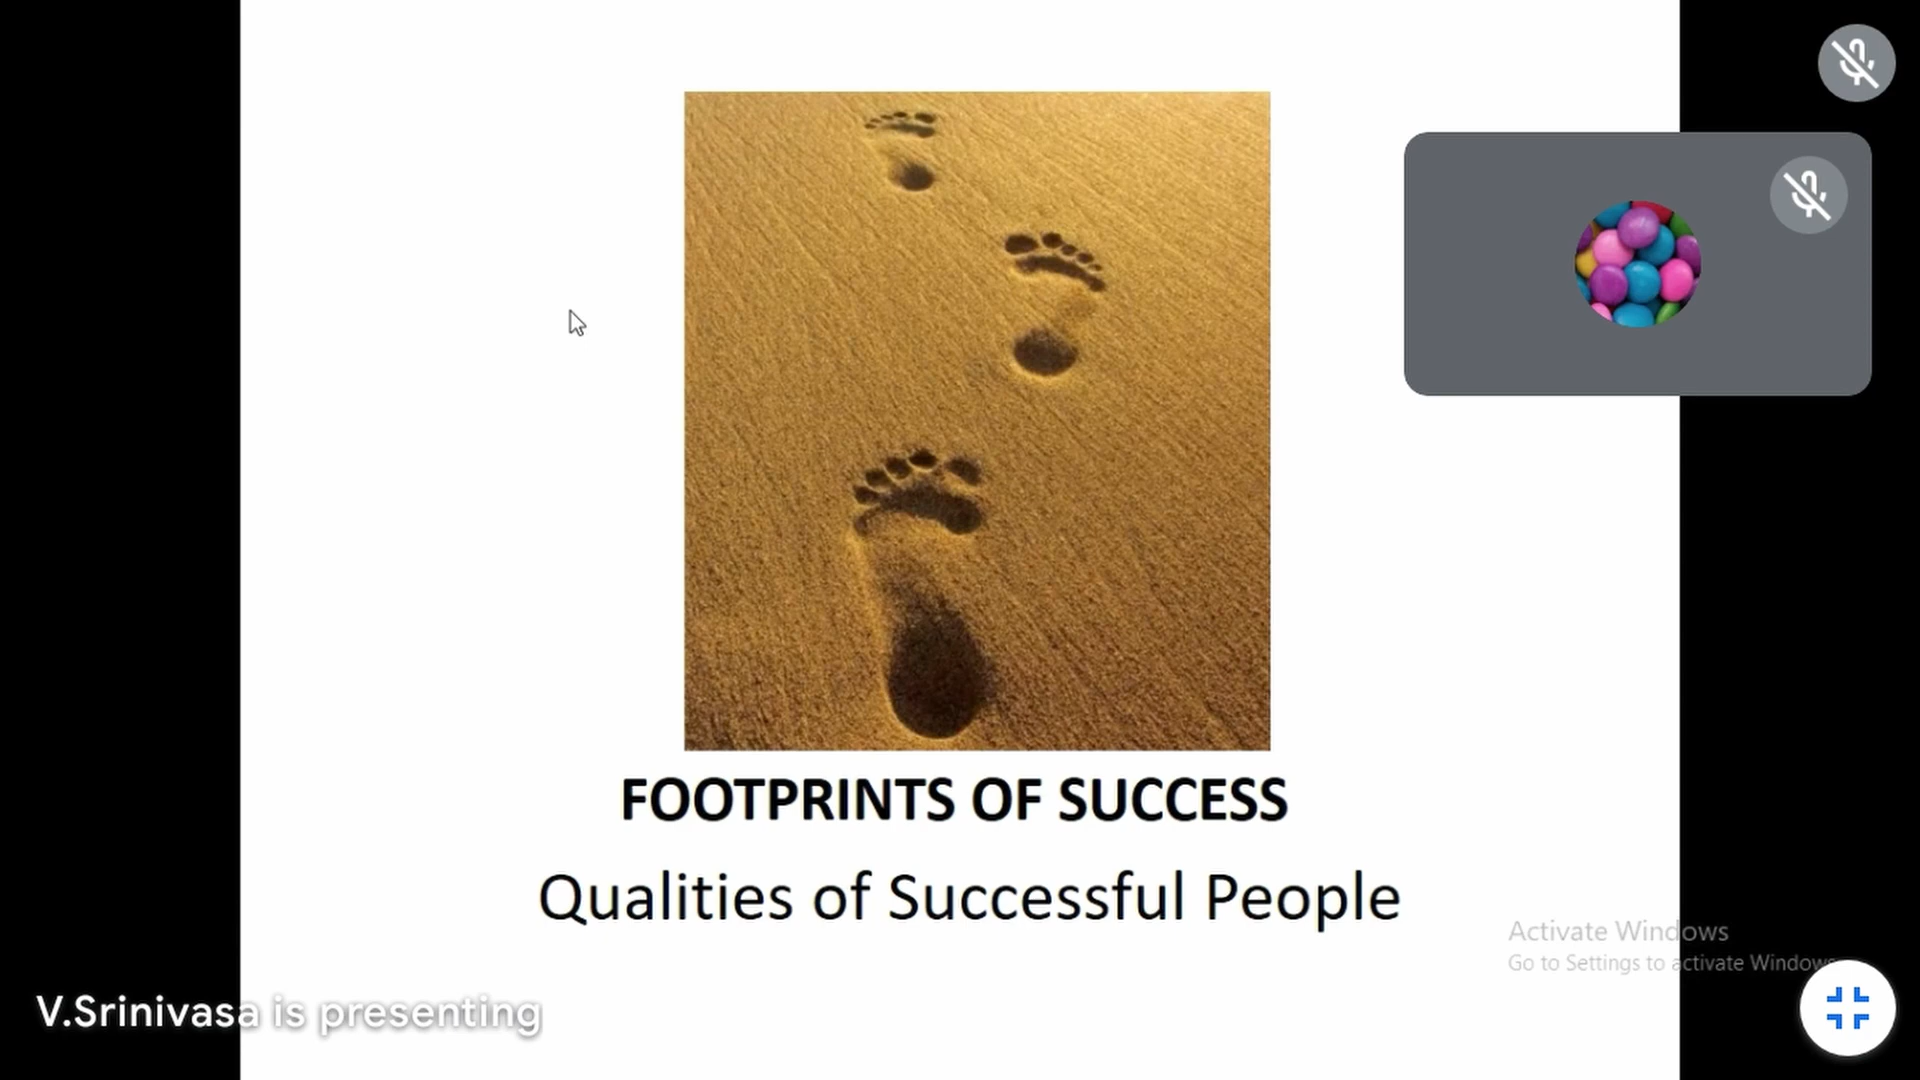 FOOTPRINTS OF SUCCESS
Qualities of Successful People
Activate Windows
Go to Settings to activate Windows
V.Srinivasa is presenting